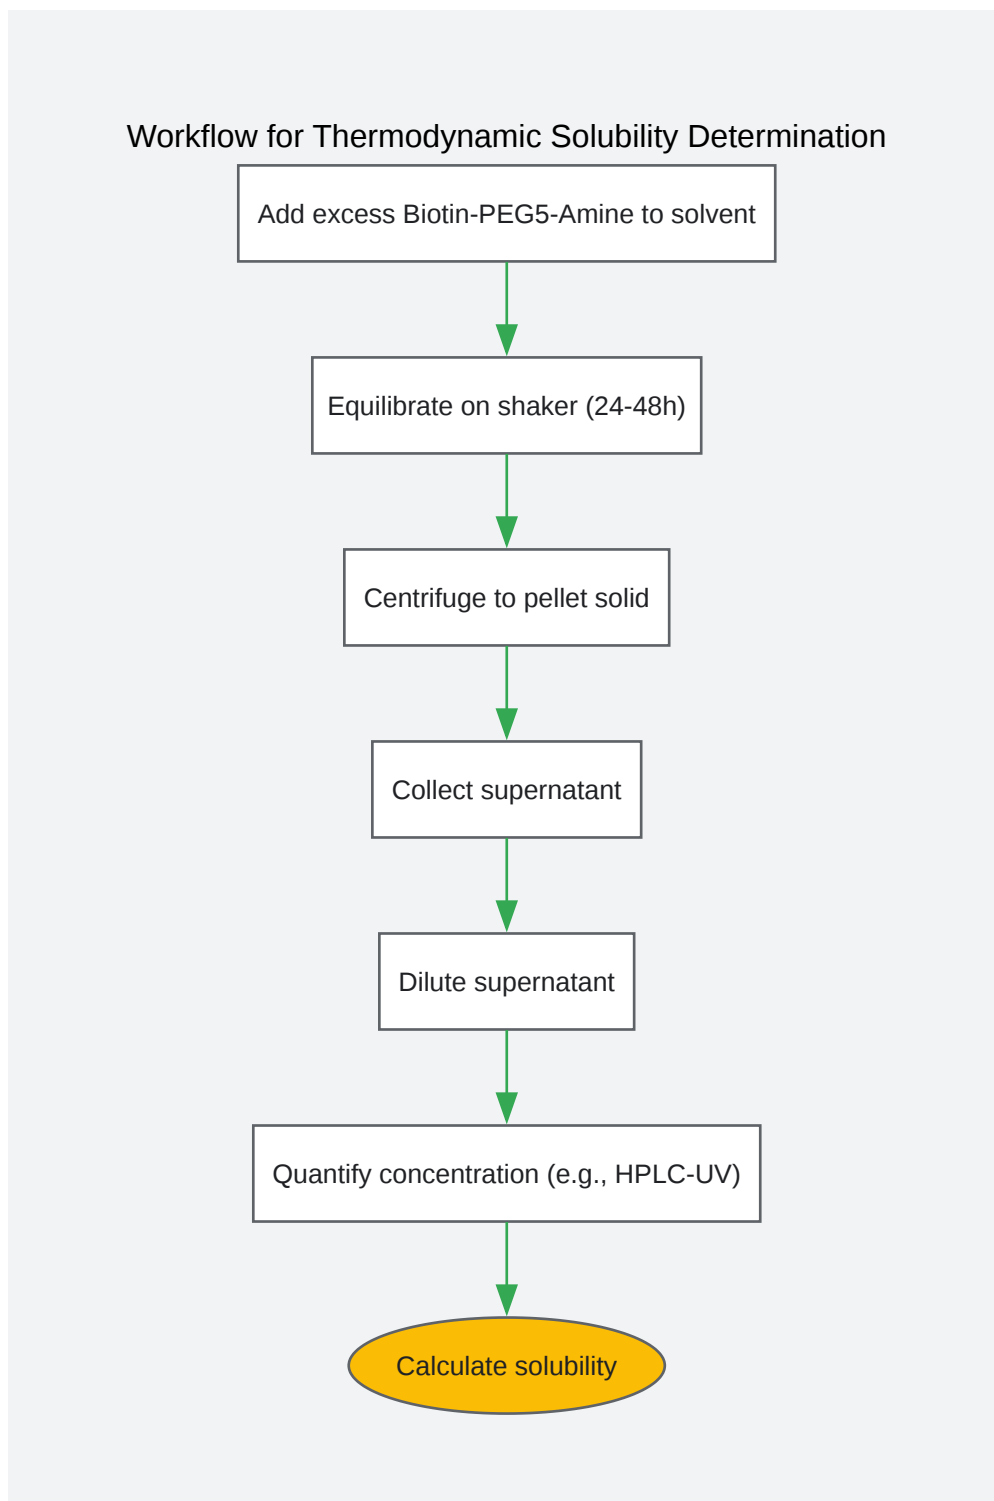 Workflow for Thermodynamic Solubility Determination
Add excess Biotin-PEG5-Amine to solvent
Equilibrate on shaker (24-48h)
Centrifuge to pellet solid
Collect supernatant
Dilute supernatant
Quantify concentration (e.g., HPLC-UV)
Calculate solubility